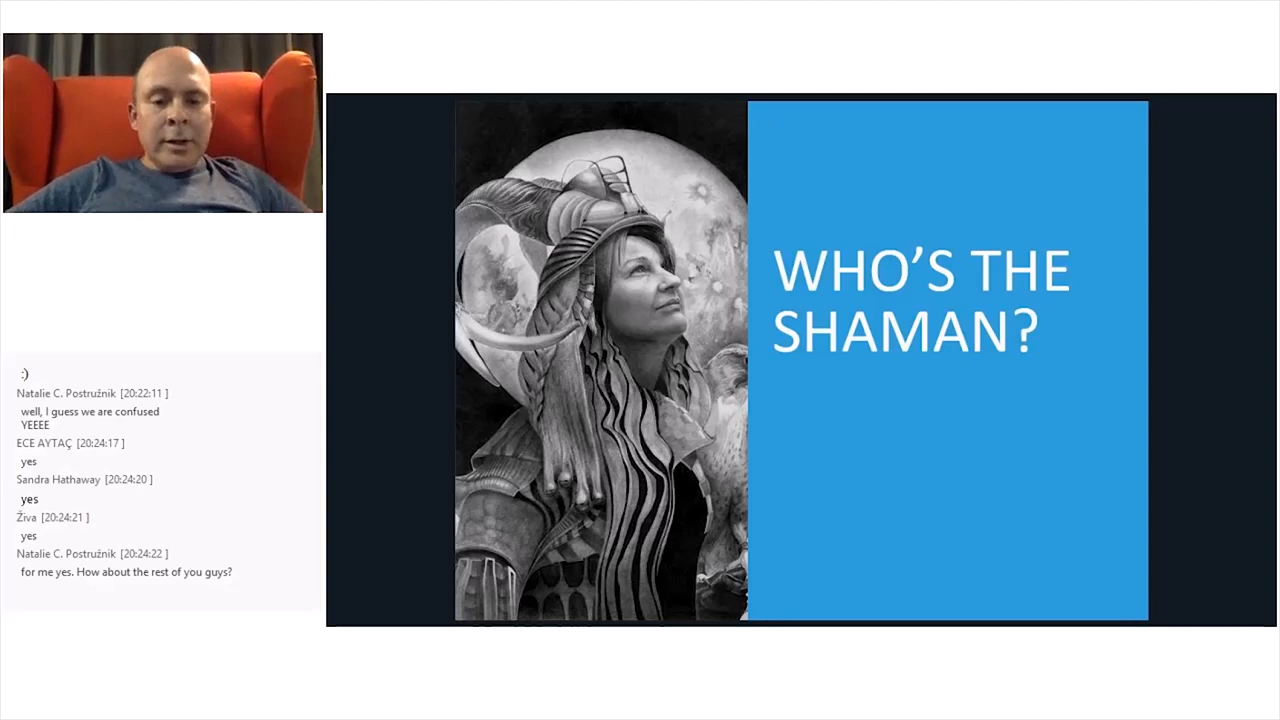 :)
Natalie C. Postružnik [20:22:11 ]
well, I guess we are confused
YEEEE
ECE AYTAÇ [20:24:17 ]
yes
Sandra Hathaway [20:24:20 ]
yes
Živa [20:24:21 ]
yes
Natalie C. Postružnik [20:24:22 ]
for me yes. How about the rest of you guys?
WHO’S THE
SHAMAN?